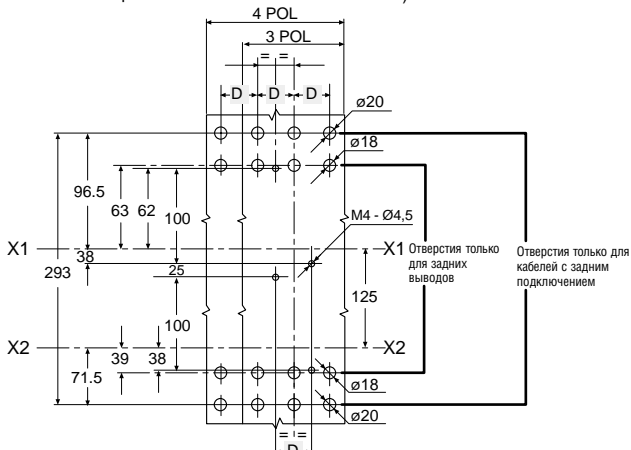 4 POL
3 POL
= =
D D D
ø20
ø18
96.5
63 62 100
M4 - Ø4,5
X1 X1
38
293
25
Отверстия только
для задних
выводов
Отверстия только для
кабелей с задним
подключением
125
100
X2 X2
39 38
71.5
ø18
ø20
= =
D